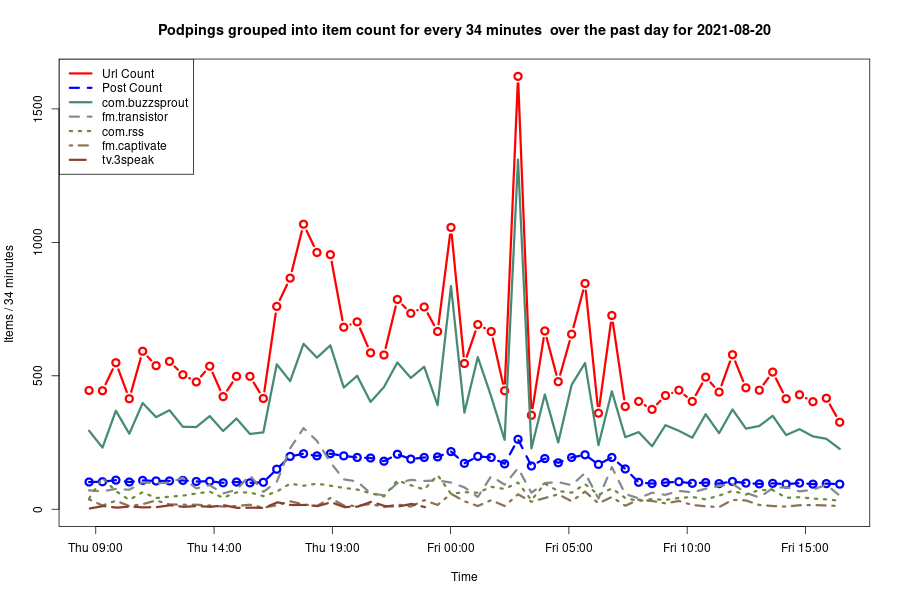 Podpings grouped into item count for every 34 minutes  over the past day for 2021-08-20
Url Count
Post Count
com.buzzsprout
fm.transistor
com.rss
fm.captivate
tv.3speak
Items / 34 minutes
1500
1000
500
0
Thu 09:00 Thu 14:00 Thu 19:00 Fri 00:00 Fri 05:00 Fri 10:00 Fri 15:00
Time